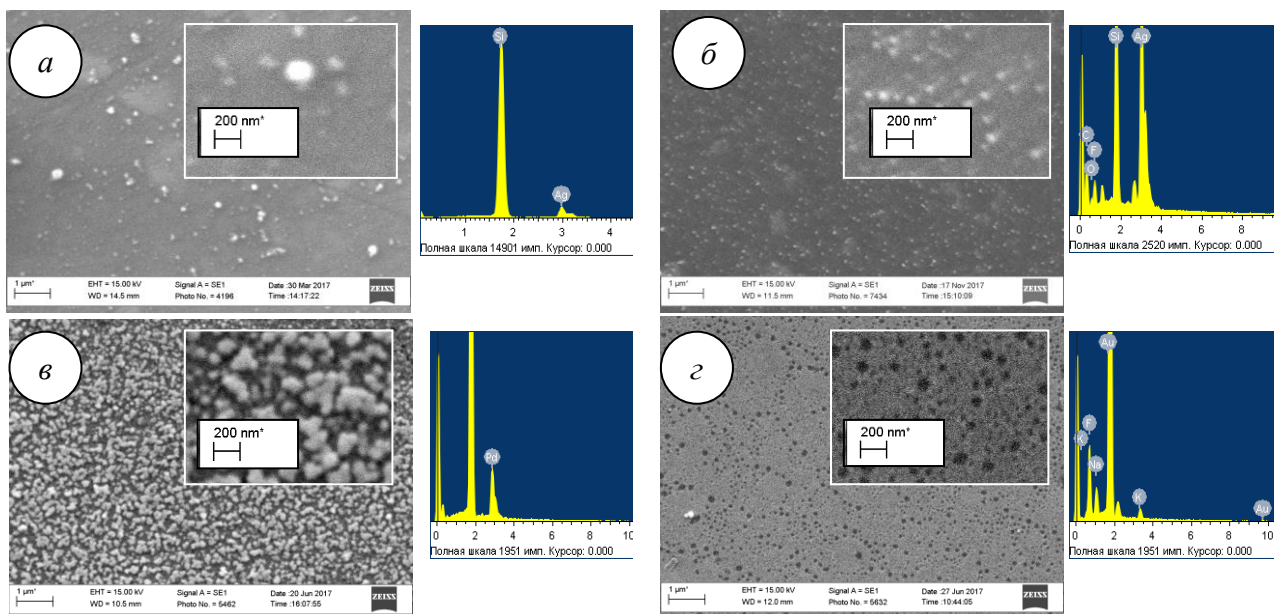 а
200 nm*
1 µm*
EHT = 15.00 kV
WD = 14.5 mm
Signal A = SE1
Photo No. = 4196
Date :30 Mar 2017
Time :14:17:22
ZEISS
Si
Ag
1 2 3 4
Полная шкала 14901 имп. Курсор: 0.000
б
200 nm*
1 µm*
EHT = 15.00 kV
WD = 11.5 mm
Signal A = SE1
Photo No. = 7434
Date :17 Nov 2017
Time :15:10:09
ZEISS
Si
Ag
C
F
O
0 2 4 6 8
Полная шкала 2520 имп. Курсор: 0.000
в
200 nm*
1 µm*
EHT = 15.00 kV
WD = 10.5 mm
Signal A = SE1
Photo No. = 5462
Date :20 Jun 2017
Time :16:07:55
ZEISS
Pd
0 2 4 6 8 10
Полная шкала 1951 имп. Курсор: 0.000
г
200 nm*
1 µm*
EHT = 15.00 kV
WD = 12.0 mm
Signal A = SE1
Photo No. = 5632
Date :27 Jun 2017
Time :10:44:05
ZEISS
Au
F
K
Na
K
Au
0 2 4 6 8 10
Полная шкала 1951 имп. Курсор: 0.000